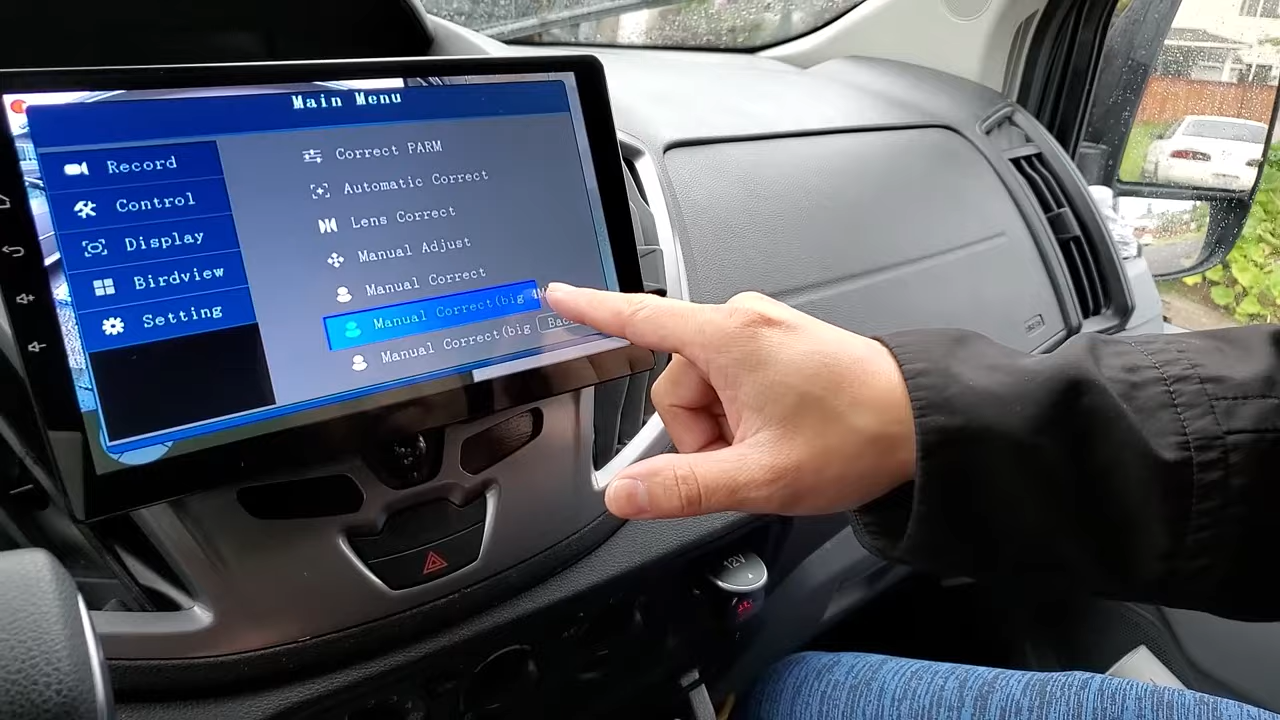 Main Menu
Record
Control
Display
Birdview
Setting
Correct PARM
Automatic Correct
Lens Correct
Manual Adjust
Manual Correct
Manual Correct(big 4M
Manual Correct(big
12V